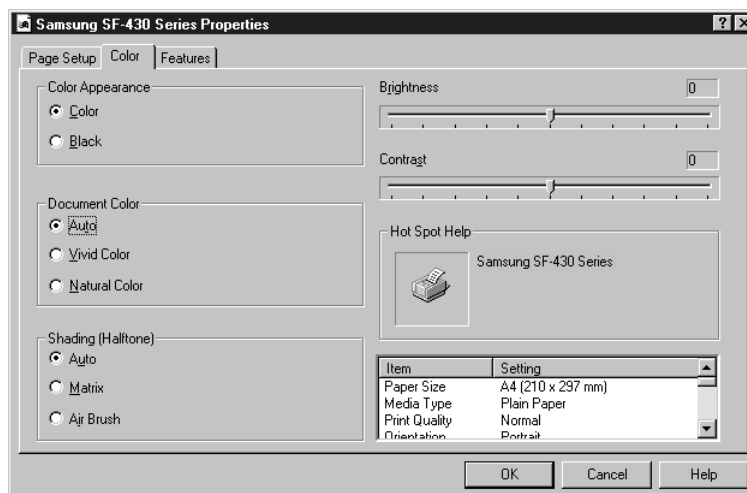 Samsung SF-430 Series Properties
Page Setup
Color
Features
Color Appearance
Color
Black
Document Color
Auto
Vivid Color
Natural Color
Shading (Halftone)
Auto
Matrix
Air Brush
Brightness 0
Contrast 0
Hot Spot Help
Samsung SF-430 Series
Item Setting
Paper Size A4 (210 x 297 mm)
Media Type Plain Paper
Print Quality Normal
Orientation Portrait
OK
Cancel
Help